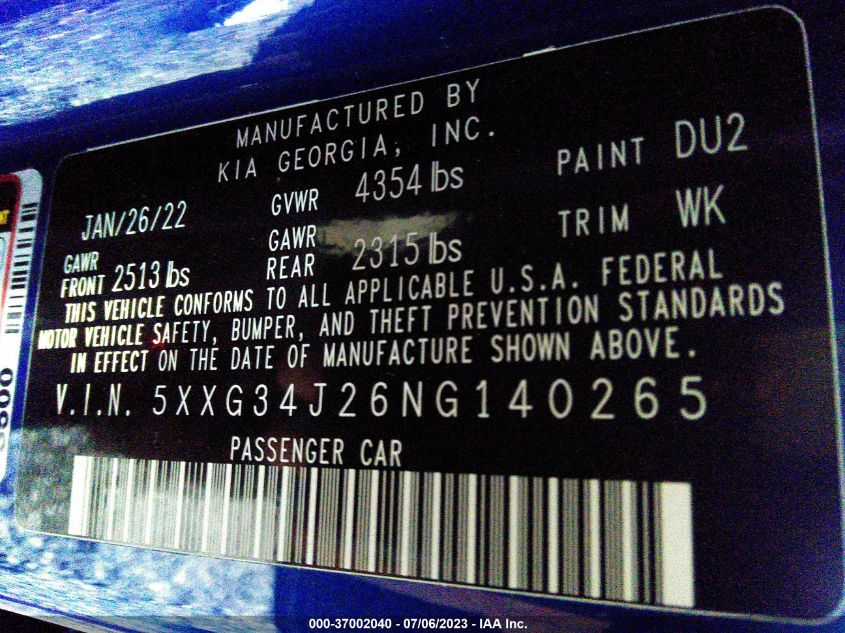 MANUFACTURED BY
KIA GEORGIA, INC.
JAN/26/22 GVWR 4354 lbs PAINT DU2
GAWR FRONT 2513 lbs GAWR REAR 2315 lbs TRIM WK
THIS VEHICLE CONFORMS TO ALL APPLICABLE U.S.A. FEDERAL
MOTOR VEHICLE SAFETY, BUMPER, AND THEFT PREVENTION STANDARDS
IN EFFECT ON THE DATE OF MANUFACTURE SHOWN ABOVE.
V.I.N. 5XXG34J26NG140265
PASSENGER CAR
000-37002040 - 07/06/2023 - IAA Inc.